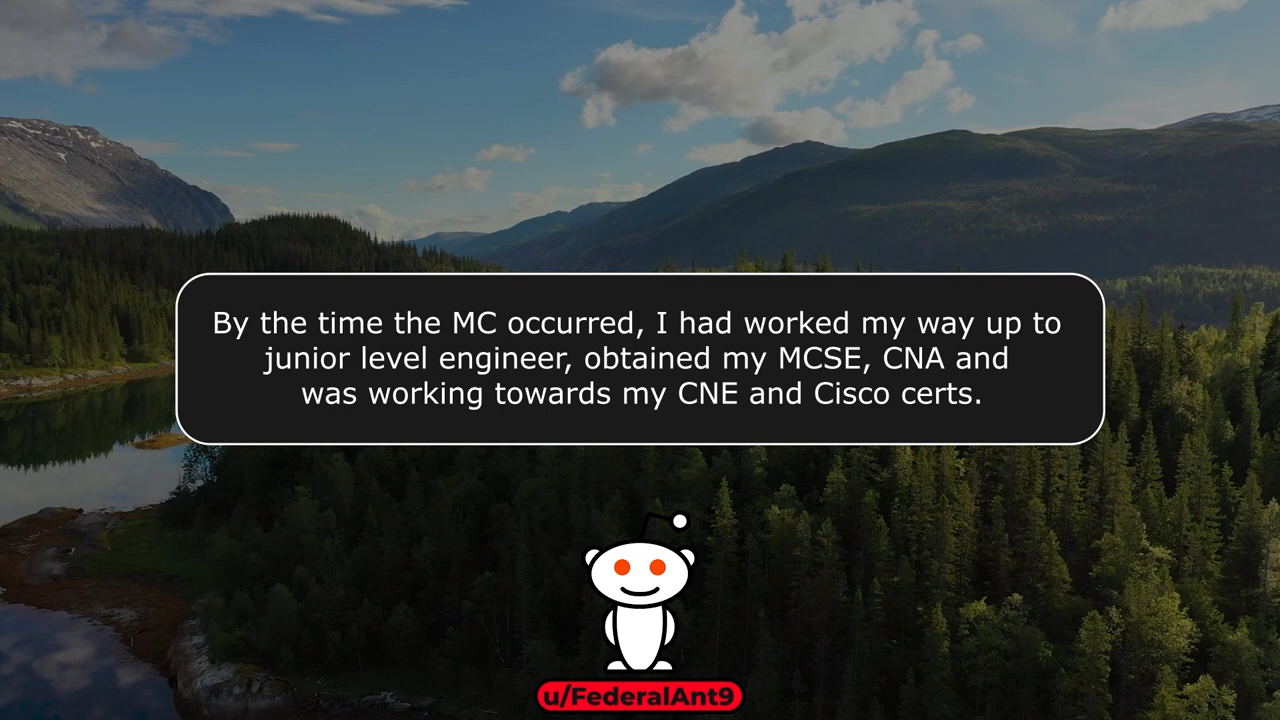 By the time the MC occurred, I had worked my way up to
junior level engineer, obtained my MCSE, CNA and
was working towards my CNE and Cisco certs.
u/FederalAnt9